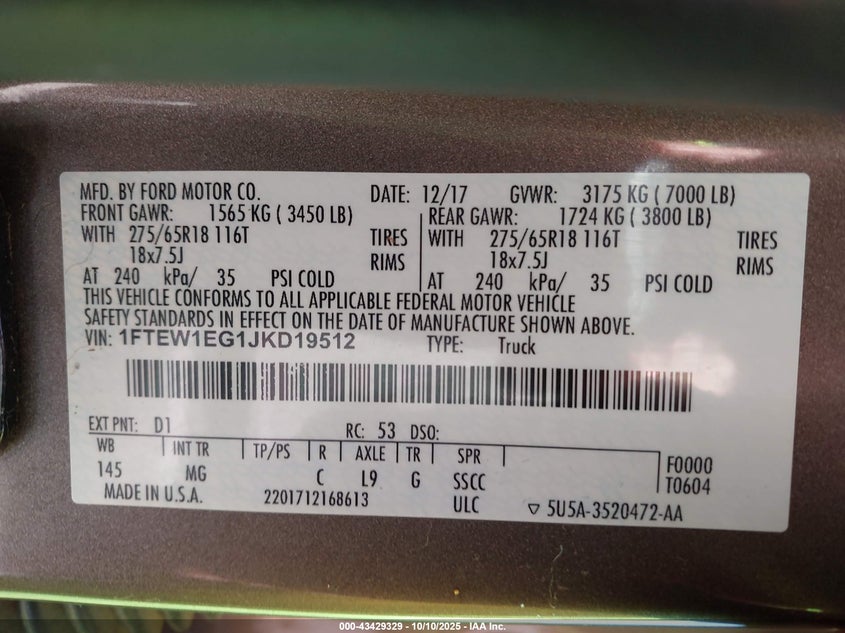 MFD. BY FORD MOTOR CO. DATE: 12/17 GVWR: 3175 KG ( 7000 LB)
FRONT GAWR: 1565 KG ( 3450 LB) REAR GAWR: 1724 KG ( 3800 LB)
WITH 275/65R18 116T TIRES WITH 275/65R18 116T TIRES
18x7.5J RIMS 18x7.5J RIMS
AT 240 kPa/ 35 PSI COLD AT 240 kPa/ 35 PSI COLD
THIS VEHICLE CONFORMS TO ALL APPLICABLE FEDERAL MOTOR VEHICLE
SAFETY STANDARDS IN EFFECT ON THE DATE OF MANUFACTURE SHOWN ABOVE.
VIN: 1FTEW1EG1JKD19512 TYPE: Truck
EXT PNT: D1 RC: 53 DSO:
WB INT TR TP/PS R AXLE TR SPR F0000
145 MG C L9 G SSCC T0604
MADE IN U.S.A. 2201712168613 ULC ▽ 5U5A-3520472-AA
000-43429329 - 10/10/2025 - IAA Inc.